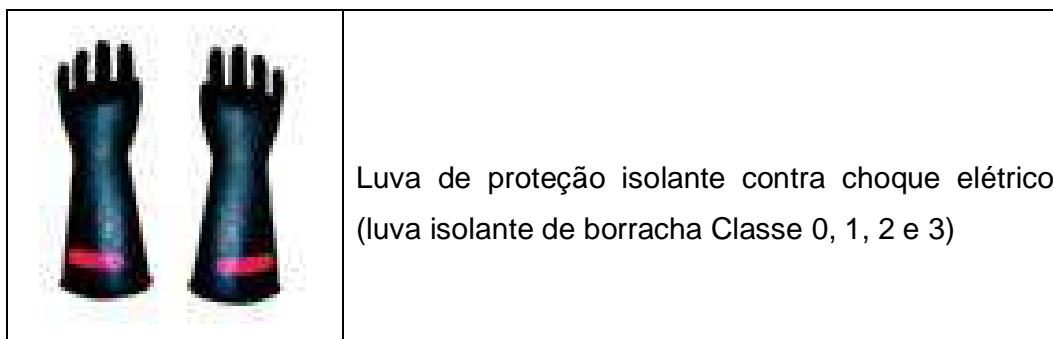 Luva de proteção isolante contra choque elétrico
(luva isolante de borracha Classe 0, 1, 2 e 3)